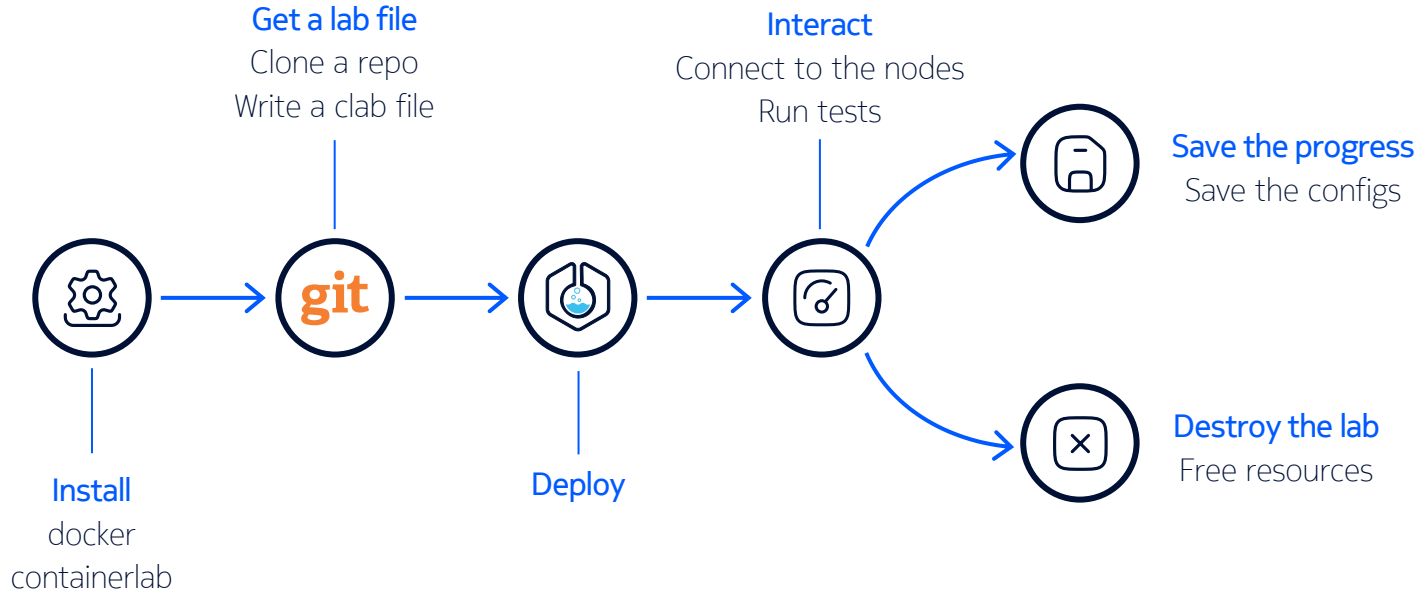 Get a lab file
Clone a repo
Write a clab file
Interact
Connect to the nodes
Run tests
Save the progress
Save the configs
git
Install
docker
containerlab
Deploy
Destroy the lab
Free resources